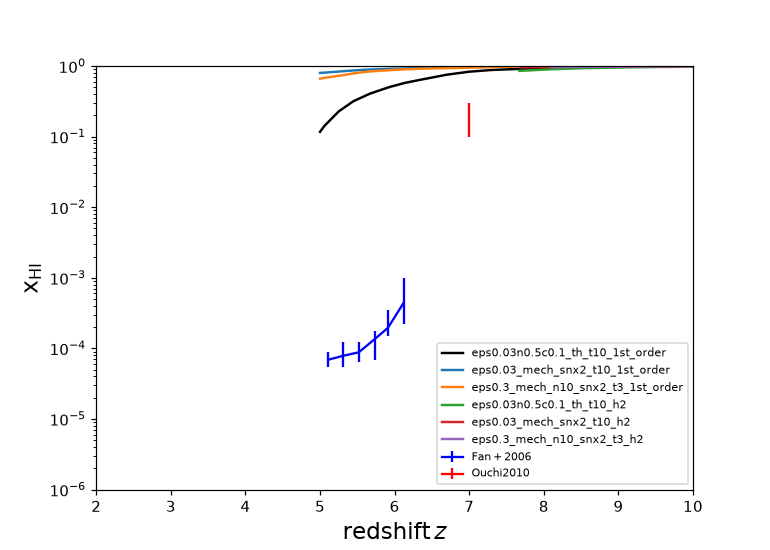 10⁰
10⁻¹
10⁻²
10⁻³
10⁻⁴
10⁻⁵
10⁻⁶
xHI
eps0.03n0.5c0.1_th_t10_1st_order
eps0.03_mech_snx2_t10_1st_order
eps0.3_mech_n10_snx2_t3_1st_order
eps0.03n0.5c0.1_th_t10_h2
eps0.03_mech_snx2_t10_h2
eps0.3_mech_n10_snx2_t3_h2
Fan+2006
Ouchi2010
2 3 4 5 6 7 8 9 10
redshift z